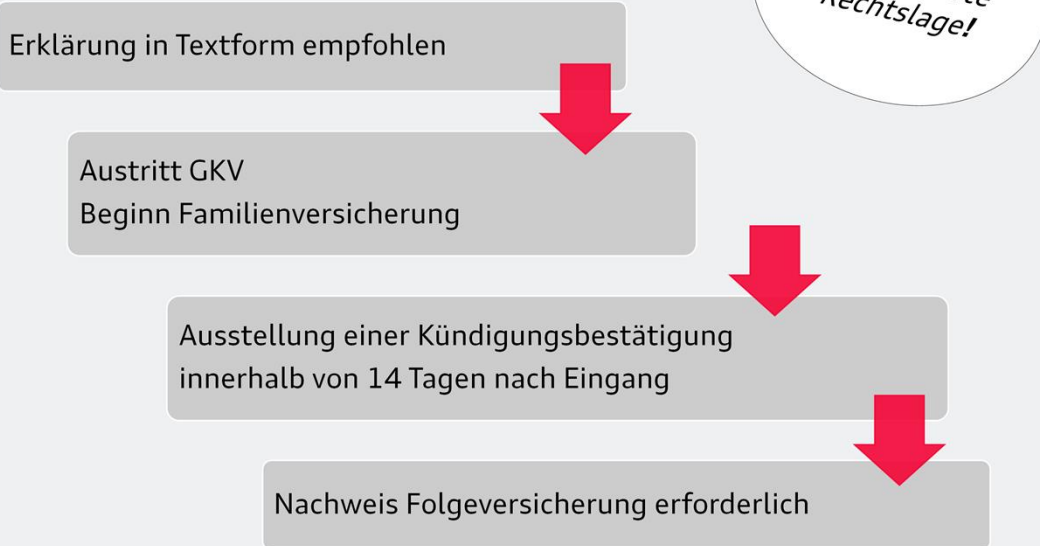 Rechtslage!
Erklärung in Textform empfohlen
Austritt GKV
Beginn Familienversicherung
Ausstellung einer Kündigungsbestätigung
innerhalb von 14 Tagen nach Eingang
Nachweis Folgeversicherung erforderlich